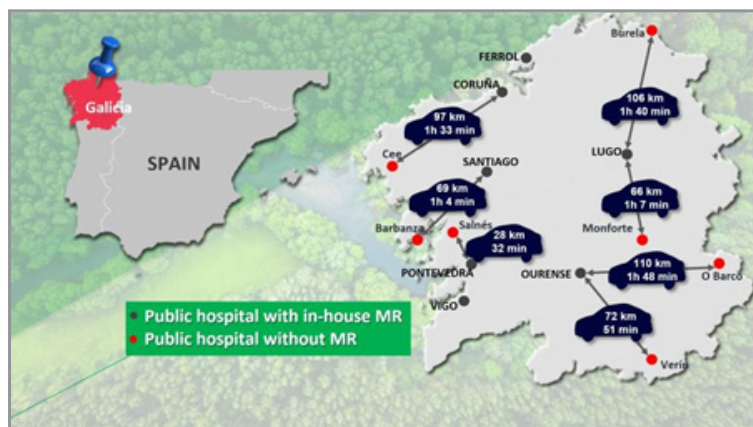 Galicia
SPAIN
Burela
FERROL
CORUÑA
97 km
1h 33 min
106 km
1h 40 min
Cee
SANTIAGO
LUGO
69 km
1h 4 min
66 km
1h 7 min
Barbanza
Salnés
28 km
32 min
Monforte
PONTEVEDRA
OURENSE
110 km
1h 48 min
O Barco
VIGO
72 km
51 min
Verín
Public hospital with in-house MR
Public hospital without MR